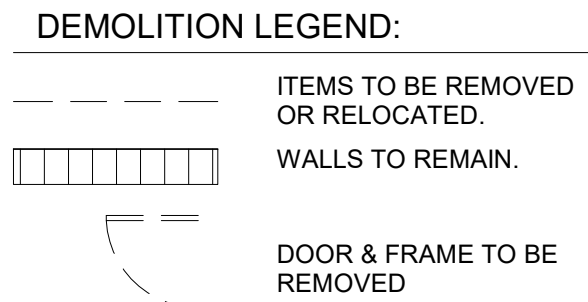 DEMOLITION LEGEND:
ITEMS TO BE REMOVED
OR RELOCATED.
WALLS TO REMAIN.
DOOR & FRAME TO BE
REMOVED